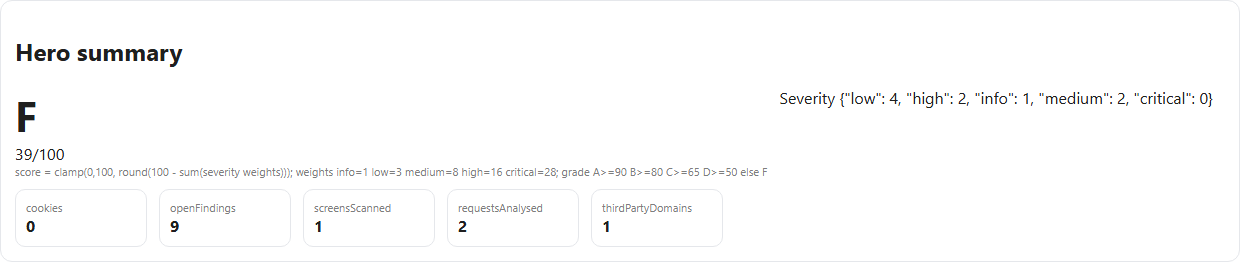 Hero summary
F
Severity {"low": 4, "high": 2, "info": 1, "medium": 2, "critical": 0}
39/100
score = clamp(0,100, round(100 - sum(severity weights))); weights info=1 low=3 medium=8 high=16 critical=28; grade A>=90 B>=80 C>=65 D>=50 else F
cookies
0
openFindings
9
screensScanned
1
requestsAnalysed
2
thirdPartyDomains
1